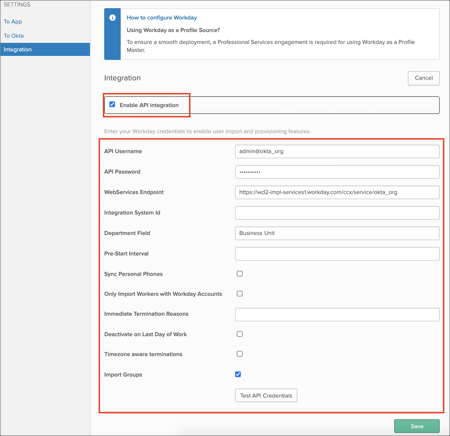 SETTINGS
To App
To Okta
Integration
How to configure Workday
Using Workday as a Profile Source?
To ensure a smooth deployment, a Professional Services engagement is required for using Workday as a Profile
Master.
Integration
Cancel
Enable API integration
Enter your Workday credentials to enable user import and provisioning features.
API Username
admin@okta_org
API Password
••••••••••
WebServices Endpoint
https://wd2-impl-services1.workday.com/ccx/service/okta_org
Integration System Id
Department Field
Business Unit
Pre-Start Interval
Sync Personal Phones
Only Import Workers with Workday Accounts
Immediate Termination Reasons
Deactivate on Last Day of Work
Timezone aware terminations
Import Groups
Test API Credentials
Save